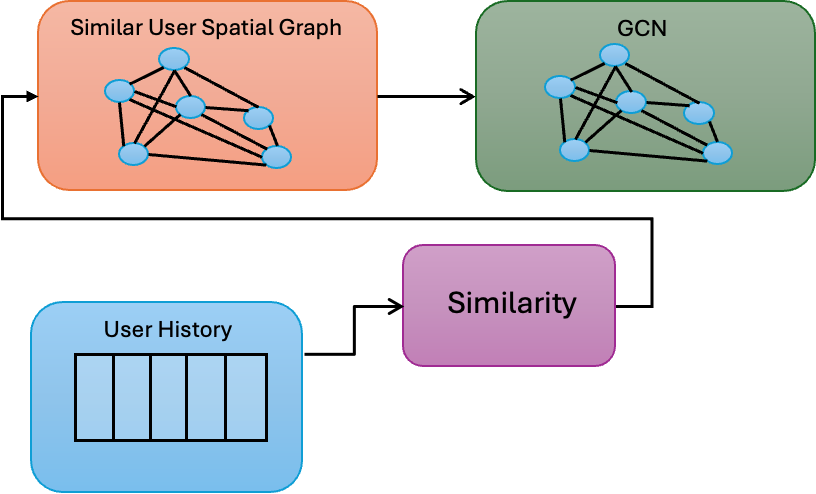 Similar User Spatial Graph
GCN
Similarity
User History